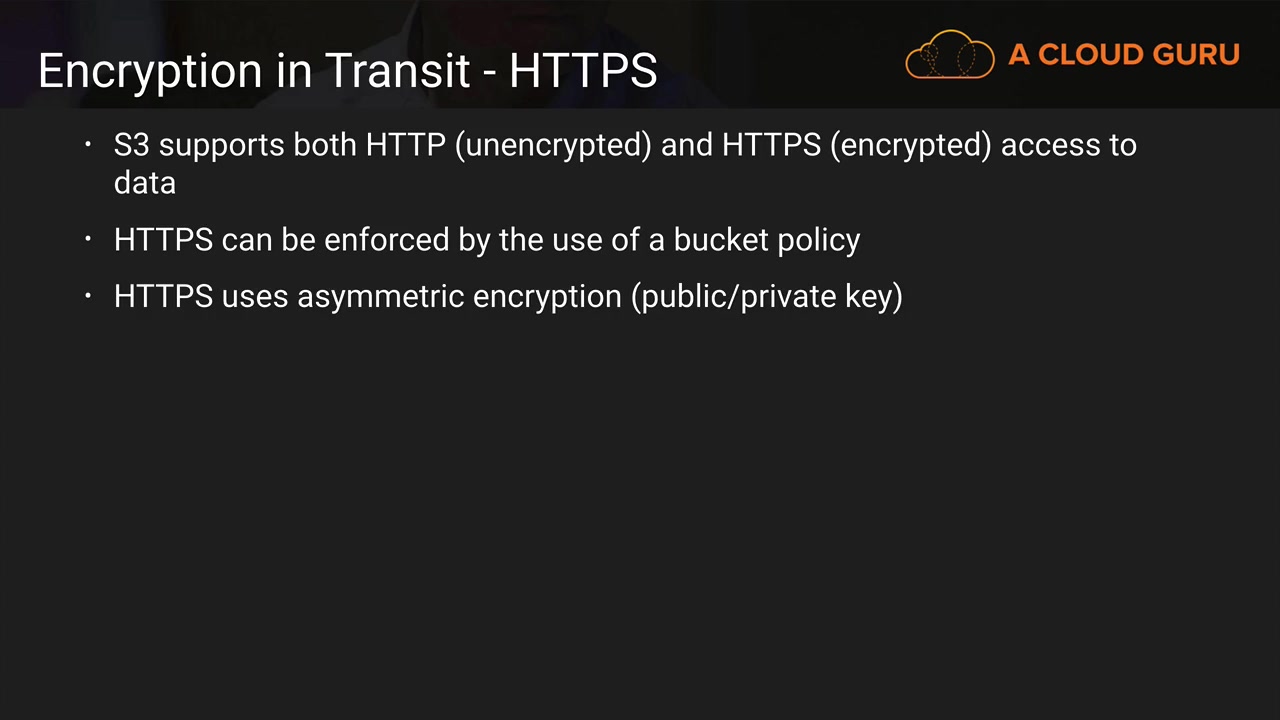 Encryption in Transit - HTTPS
A CLOUD GURU
· S3 supports both HTTP (unencrypted) and HTTPS (encrypted) access to
data
· HTTPS can be enforced by the use of a bucket policy
· HTTPS uses asymmetric encryption (public/private key)